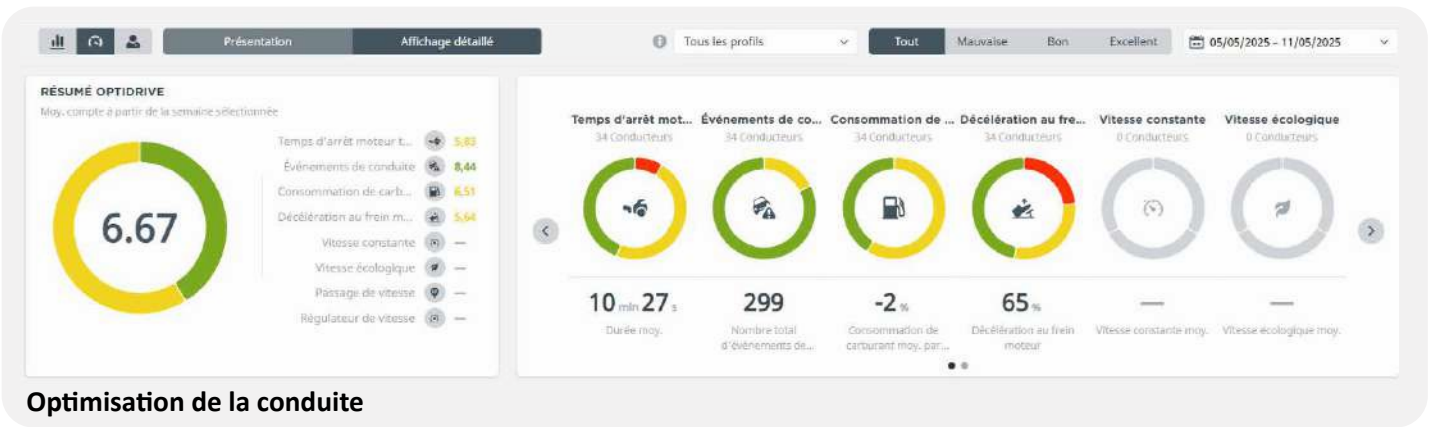 Présentation
Affichage détaillé
Tous les profils
Tout
Mauvaise
Bon
Excellent
05/05/2025 - 11/05/2025
RÉSUMÉ OPTIDRIVE
Moy. compte à partir de la semaine sélectionnée
6.67
Temps d'arrêt moteur t... 5,83
Événements de conduite 8,44
Consommation de carb... 6,51
Décélération au frein m... 5,64
Vitesse constante —
Vitesse écologique —
Passage de vitesse —
Régulateur de vitesse —
Temps d'arrêt mot...
34 Conducteurs
10 min 27 s
Durée moy.
Événements de co...
34 Conducteurs
299
Nombre total
d'événements de...
Consommation de ...
34 Conducteurs
-2 %
Consommation de
carburant moy. par...
Décélération au fre...
34 Conducteurs
65 %
Décélération au frein
moteur
Vitesse constante
0 Conducteurs
—
Vitesse constante moy.
Vitesse écologique
0 Conducteurs
—
Vitesse écologique moy.
Optimisation de la conduite